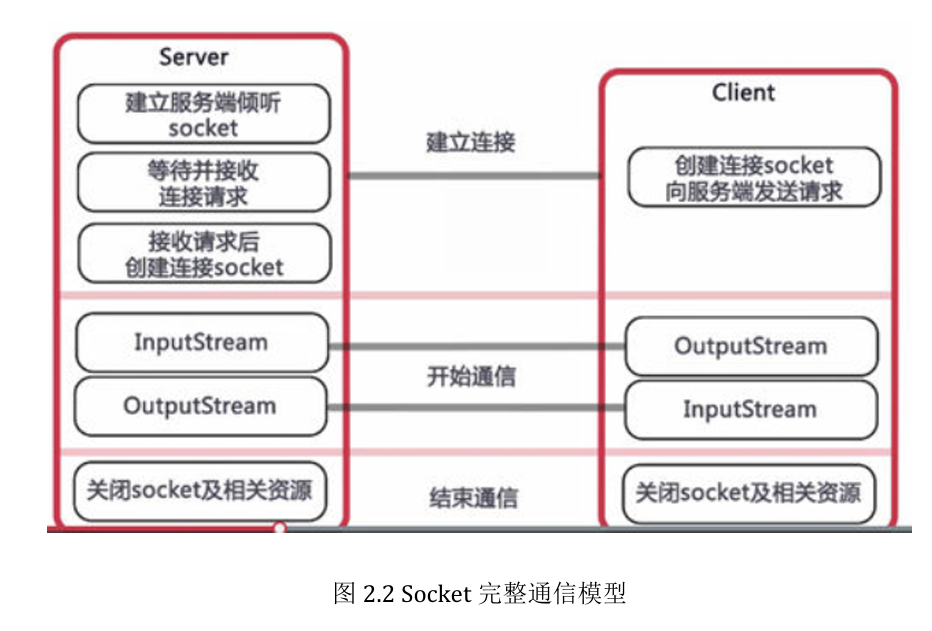 Server
建立服务端倾听
socket
等待并接收
连接请求
接收请求后
创建连接socket
建立连接
Client
创建连接socket
向服务端发送请求
InputStream
OutputStream
开始通信
OutputStream
InputStream
关闭socket及相关资源
结束通信
关闭socket及相关资源
图 2.2 Socket 完整通信模型